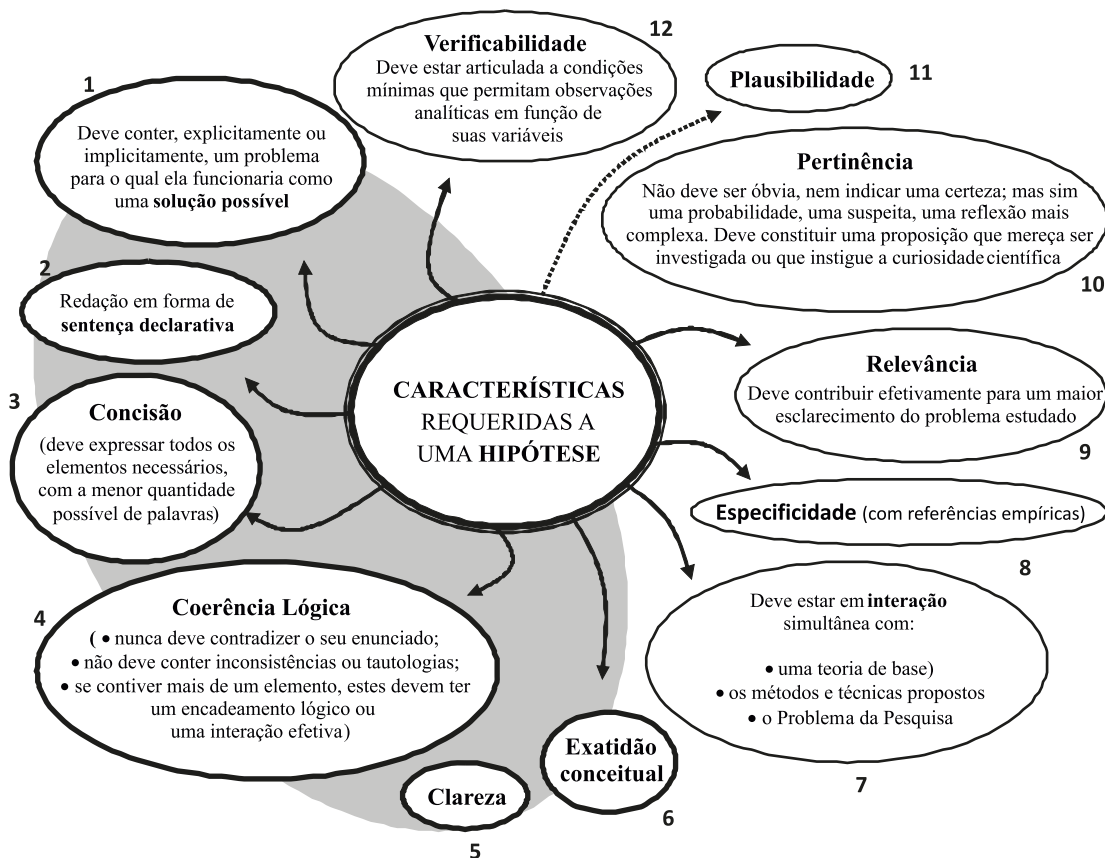 12
Verificabilidade
Deve estar articulada a condições
mínimas que permitam observações
analíticas em função de
suas variáveis
Plausibilidade
11
1
Deve conter, explicitamente ou
implicitamente, um problema
para o qual ela funcionaria como
uma solução possível
Pertinência
Não deve ser óbvia, nem indicar uma certeza; mas sim
uma probabilidade, uma suspeita, uma reflexão mais
complexa. Deve constituir uma proposição que mereça ser
investigada ou que instigue a curiosidade científica
10
2
Redação em forma de
sentença declarativa
CARACTERÍSTICAS
REQUERIDAS A
UMA HIPÓTESE
Relevância
Deve contribuir efetivamente para um maior
esclarecimento do problema estudado
9
3
Concisão
(deve expressar todos os
elementos necessários,
com a menor quantidade
possível de palavras)
Especificidade (com referências empíricas)
8
4
Coerência Lógica
( • nunca deve contradizer o seu enunciado;
• não deve conter inconsistências ou tautologias;
• se contiver mais de um elemento, estes devem ter
um encadeamento lógico ou
uma interação efetiva)
Deve estar em interação
simultânea com:
• uma teoria de base)
• os métodos e técnicas propostos
• o Problema da Pesquisa
7
Exatidão
conceitual
6
Clareza
5